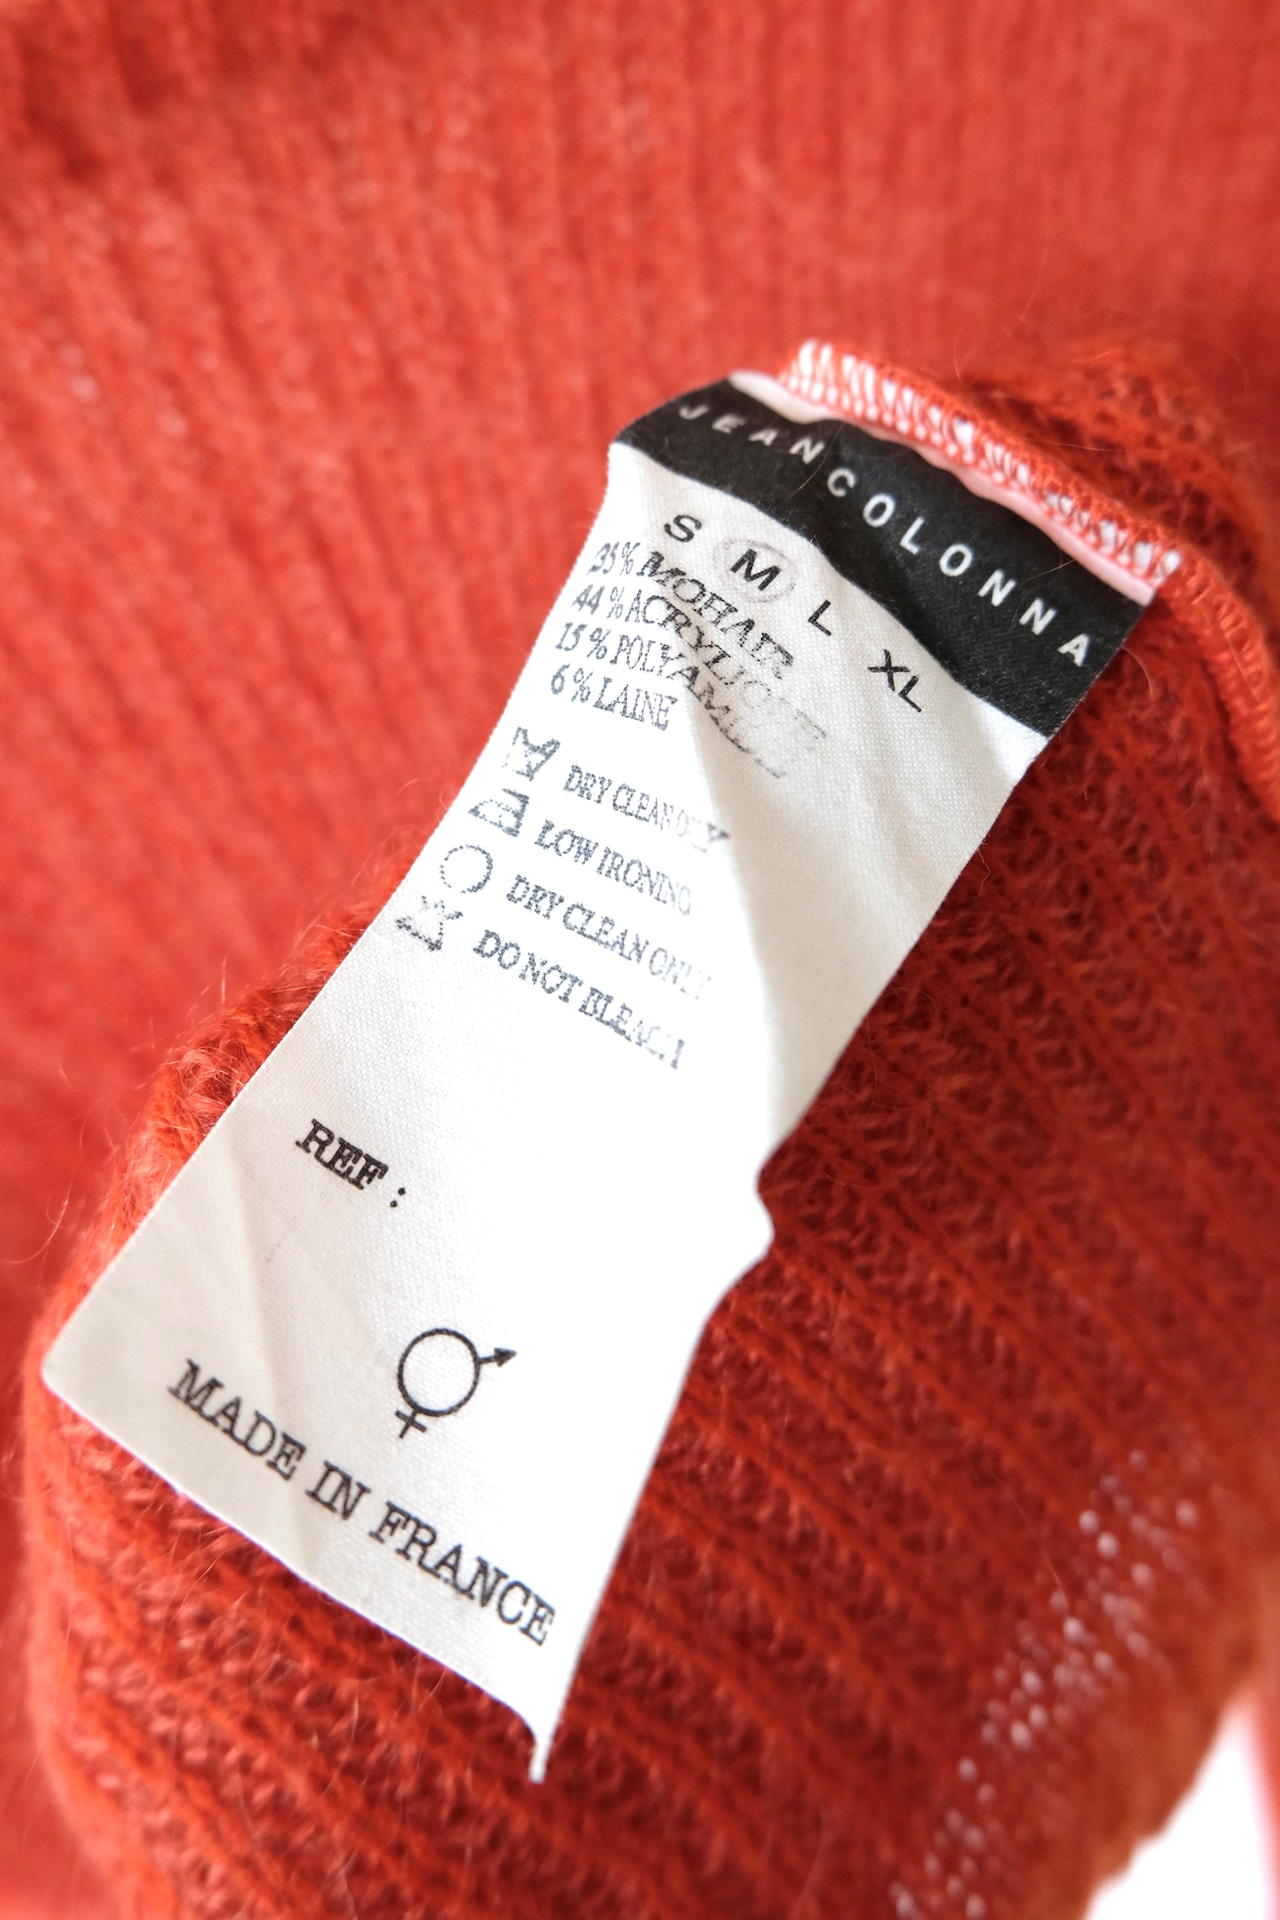 JEAN COLONNA
S M L XL
35% MOHAIR
44% ACRYLIQUE
15% POLYAMIDE
6% LAINE
DRY CLEAN ONLY
LOW IRONING
DRY CLEAN ONLY
DO NOT BLEACH
REF :
MADE IN FRANCE